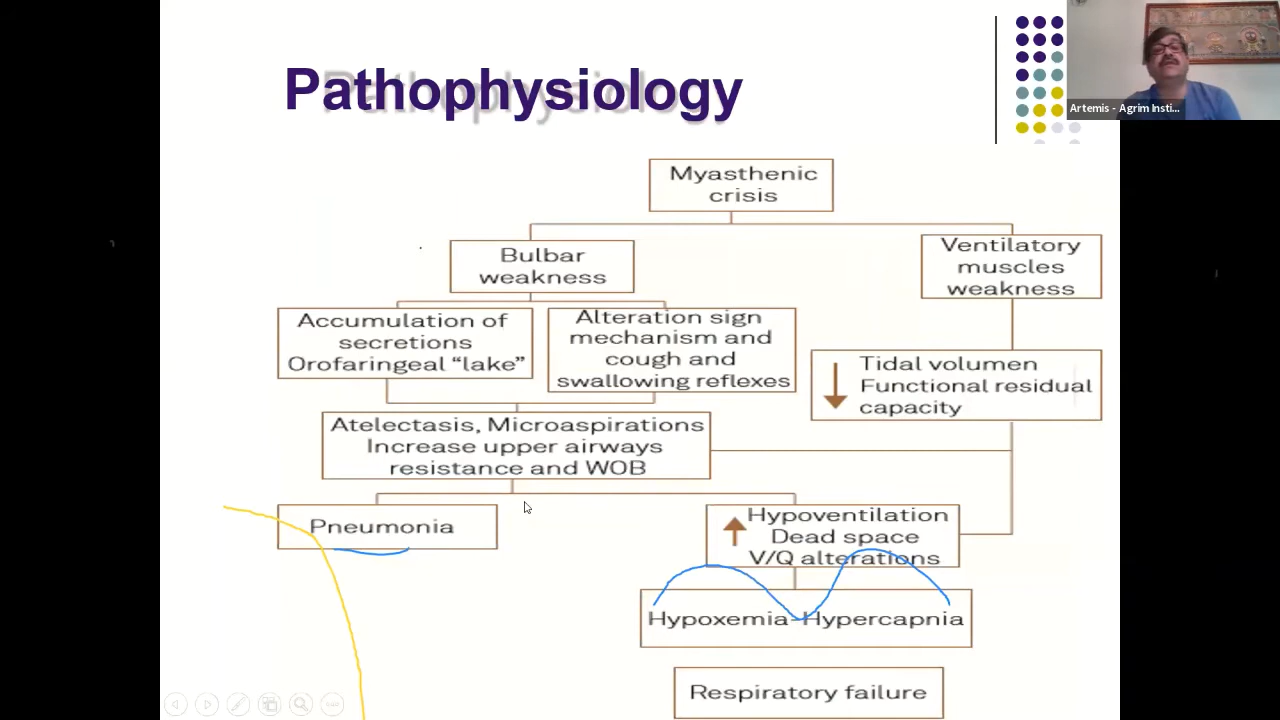 Pathophysiology
Artemis - Agrim Insti...
Myasthenic
crisis
Bulbar
weakness
Ventilatory
muscles
weakness
Accumulation of
secretions
Orofaringeal “lake”
Alteration sign
mechanism and
cough and
swallowing reflexes
Tidal volumen
Functional residual
capacity
Atelectasis, Microaspirations
Increase upper airways
resistance and WOB
Pneumonia
Hypoventilation
Dead space
V/Q alterations
Hypoxemia-Hypercapnia
Respiratory failure